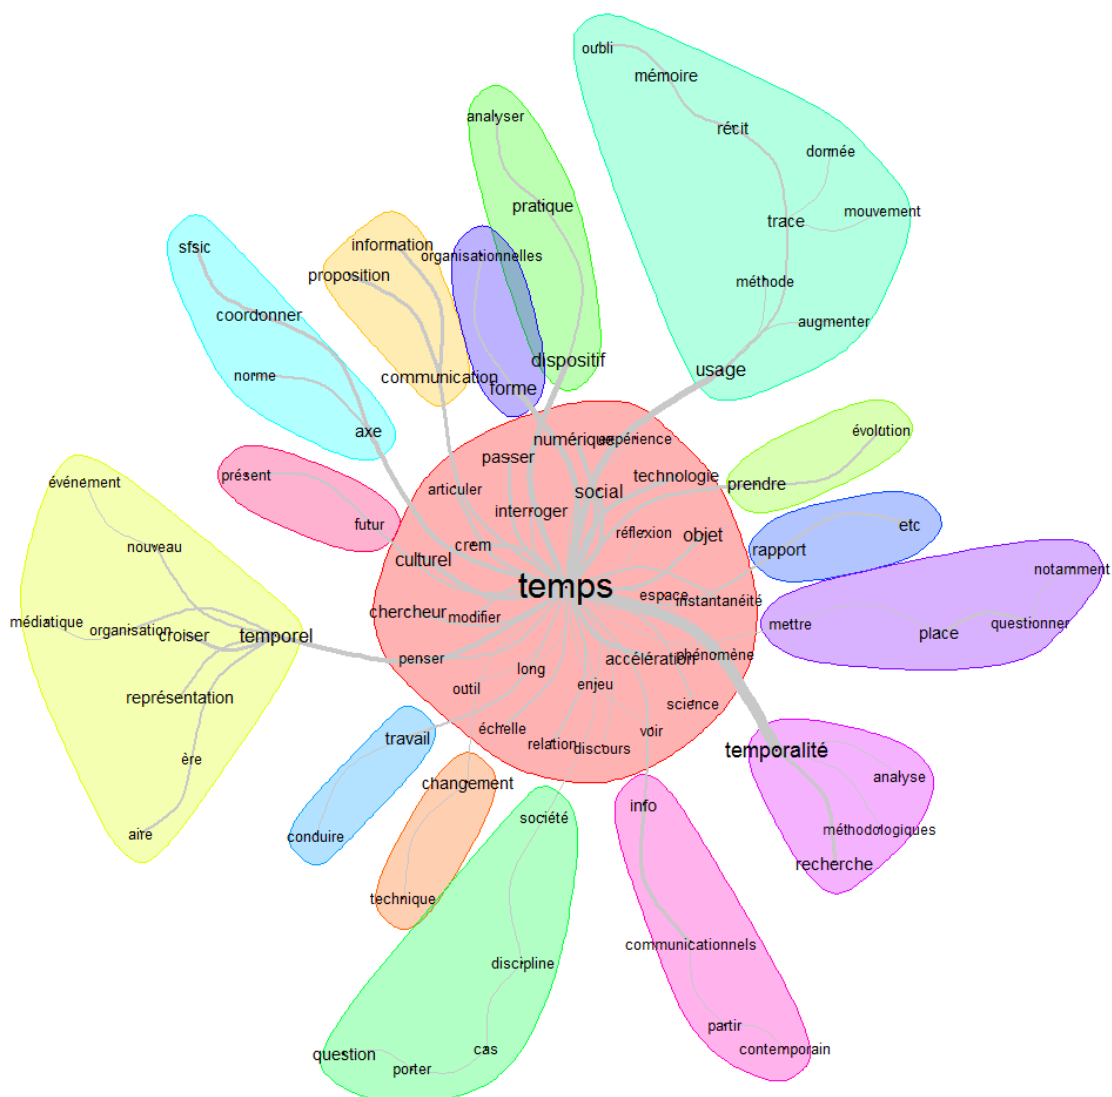 oubli
mémoire
analyser
récit
donnée
pratique
mouvement
trace
information
sfsic
organisationnelles
proposition
méthode
coordonner
augmenter
dispositif
usage
norme
communication
forme
axe
évolution
numérique
expérience
passer
présent
technologie
événement
prendre
articuler
social
interroger
futur
etc
réflexion
objet
nouveau
crem
rapport
culturel
notamment
temps
espace
instantanéité
chercheur
modifier
médiatique
organisation
croiser
temporel
mettre
place
questionner
penser
accélération
phénomène
long
enjeu
outil
représentation
science
échelle
voir
travail
relation
discours
temporalité
ère
analyse
changement
info
société
aire
conduire
méthodologiques
recherche
technique
communicationnels
discipline
partir
question
cas
contemporain
porter